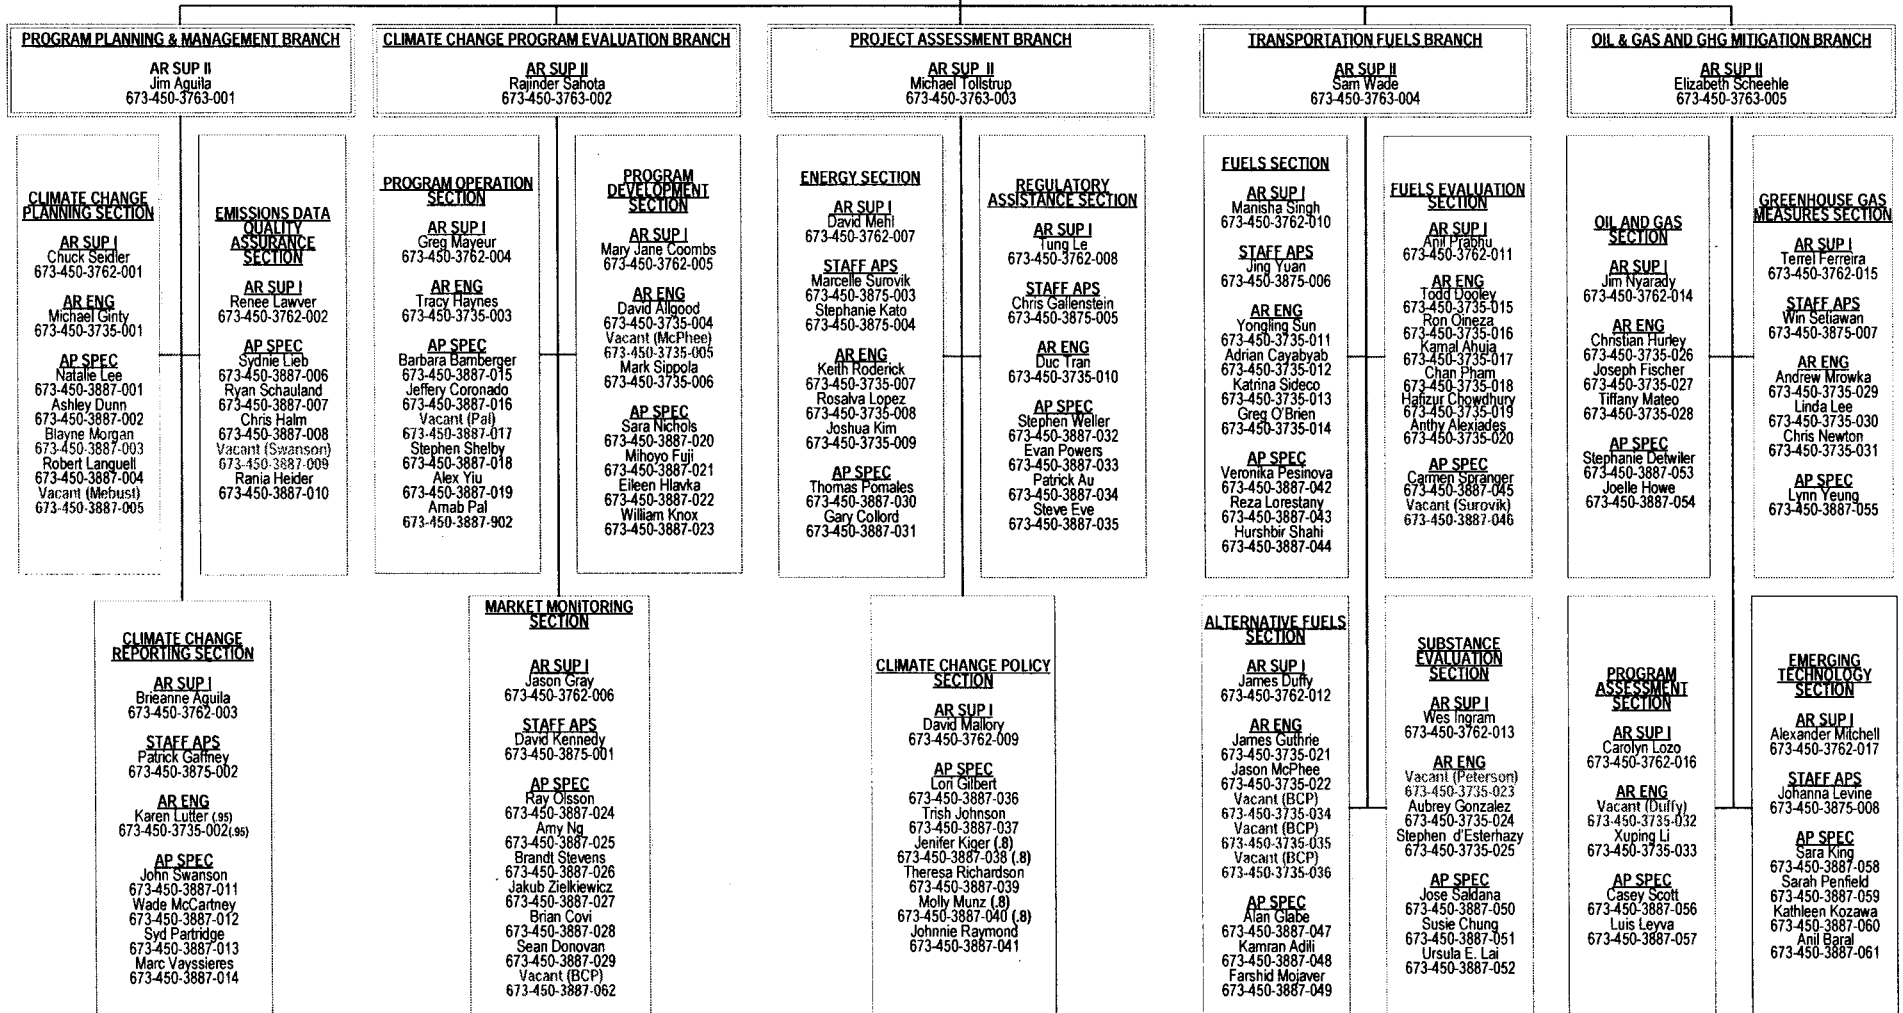 PROGRAM PLANNING & MANAGEMENT BRANCH
AR SUP II
Jim Aguila
673-450-3763-001
CLIMATE CHANGE PROGRAM EVALUATION BRANCH
AR SUP II
Rajinder Sahota
673-450-3763-002
PROJECT ASSESSMENT BRANCH
AR SUP II
Michael Tollstrup
673-450-3763-003
TRANSPORTATION FUELS BRANCH
AR SUP II
Sam Wade
673-450-3763-004
OIL & GAS AND GHG MITIGATION BRANCH
AR SUP II
Elizabeth Scheehle
673-450-3763-005
CLIMATE CHANGE
PLANNING SECTION
AR SUP I
Chuck Seidler
673-450-3762-001
AR ENG
Michael Ginty
673-450-3735-001
AP SPEC
Natalie Lee
673-450-3887-001
Ashley Dunn
673-450-3887-002
Blayne Morgan
673-450-3887-003
Robert Languell
673-450-3887-004
Vacant (Mebust)
673-450-3887-005
EMISSIONS DATA
QUALITY
ASSURANCE
SECTION
AR SUP I
Renee Lawver
673-450-3762-002
AP SPEC
Sydnie Lieb
673-450-3887-006
Ryan Schauland
673-450-3887-007
Chris Halm
673-450-3887-008
Vacant (Swanson)
673-450-3887-009
Rania Heider
673-450-3887-010
PROGRAM OPERATION
SECTION
AR SUP I
Greg Mayeur
673-450-3762-004
AR ENG
Tracy Haynes
673-450-3735-003
AP SPEC
Barbara Bamberger
673-450-3887-015
Jeffery Coronado
673-450-3887-016
Vacant (Pal)
673-450-3887-017
Stephen Shelby
673-450-3887-018
Alex Yiu
673-450-3887-019
Arnab Pal
673-450-3887-902
PROGRAM
DEVELOPMENT
SECTION
AR SUP I
Mary Jane Coombs
673-450-3762-005
AR ENG
David Allgood
673-450-3735-004
Vacant (McPhee)
673-450-3735-005
Mark Sippola
673-450-3735-006
AP SPEC
Sara Nichols
673-450-3887-020
Mihoyo Fuji
673-450-3887-021
Eileen Hlavka
673-450-3887-022
William Knox
673-450-3887-023
ENERGY SECTION
AR SUP I
David Mehl
673-450-3762-007
STAFF APS
Marcelle Surovik
673-450-3875-003
Stephanie Kato
673-450-3875-004
AR ENG
Keith Roderick
673-450-3735-007
Rosalva Lopez
673-450-3735-008
Joshua Kim
673-450-3735-009
AP SPEC
Thomas Pomales
673-450-3887-030
Gary Collord
673-450-3887-031
REGULATORY
ASSISTANCE SECTION
AR SUP I
Tung Le
673-450-3762-008
STAFF APS
Chris Gallenstein
673-450-3875-005
AR ENG
Duc Tran
673-450-3735-010
AP SPEC
Stephen Weller
673-450-3887-032
Evan Powers
673-450-3887-033
Patrick Au
673-450-3887-034
Steve Eve
673-450-3887-035
FUELS SECTION
AR SUP I
Manisha Singh
673-450-3762-010
STAFF APS
Jing Yuan
673-450-3875-006
AR ENG
Yongling Sun
673-450-3735-011
Adrian Cayabyab
673-450-3735-012
Katrina Sideco
673-450-3735-013
Greg O'Brien
673-450-3735-014
AP SPEC
Veronika Pesinova
673-450-3887-042
Reza Lorestany
673-450-3887-043
Hurshbir Shahi
673-450-3887-044
FUELS EVALUATION
SECTION
AR SUP I
Anil Prabhu
673-450-3762-011
AR ENG
Todd Dooley
673-450-3735-015
Ron Oineza
673-450-3735-016
Kamal Ahuja
673-450-3735-017
Chan Pham
673-450-3735-018
Hafizur Chowdhury
673-450-3735-019
Anthy Alexiades
673-450-3735-020
AP SPEC
Carmen Spranger
673-450-3887-045
Vacant (Surovik)
673-450-3887-046
OIL AND GAS
SECTION
AR SUP I
Jim Nyarady
673-450-3762-014
AR ENG
Christian Hurley
673-450-3735-026
Joseph Fischer
673-450-3735-027
Tiffany Mateo
673-450-3735-028
AP SPEC
Stephanie Detwiler
673-450-3887-053
Joelle Howe
673-450-3887-054
GREENHOUSE GAS
MEASURES SECTION
AR SUP I
Terrel Ferreira
673-450-3762-015
STAFF APS
Win Setiawan
673-450-3875-007
AR ENG
Andrew Mrowka
673-450-3735-029
Linda Lee
673-450-3735-030
Chris Newton
673-450-3735-031
AP SPEC
Lynn Yeung
673-450-3887-055
CLIMATE CHANGE
REPORTING SECTION
AR SUP I
Brieanne Aguila
673-450-3762-003
STAFF APS
Patrick Gaffney
673-450-3875-002
AR ENG
Karen Lutter (.95)
673-450-3735-002(.95)
AP SPEC
John Swanson
673-450-3887-011
Wade McCartney
673-450-3887-012
Syd Partridge
673-450-3887-013
Marc Vayssieres
673-450-3887-014
MARKET MONITORING
SECTION
AR SUP I
Jason Gray
673-450-3762-006
STAFF APS
David Kennedy
673-450-3875-001
AP SPEC
Ray Olsson
673-450-3887-024
Amy Ng
673-450-3887-025
Brandt Stevens
673-450-3887-026
Jakub Zielkiewicz
673-450-3887-027
Brian Covi
673-450-3887-028
Sean Donovan
673-450-3887-029
Vacant (BCP)
673-450-3887-062
CLIMATE CHANGE POLICY
SECTION
AR SUP I
David Mallory
673-450-3762-009
AP SPEC
Lori Gilbert
673-450-3887-036
Trish Johnson
673-450-3887-037
Jenifer Kiger (.8)
673-450-3887-038 (.8)
Theresa Richardson
673-450-3887-039
Molly Munz (.8)
673-450-3887-040 (.8)
Johnnie Raymond
673-450-3887-041
ALTERNATIVE FUELS
SECTION
AR SUP I
James Duffy
673-450-3762-012
AR ENG
James Guthrie
673-450-3735-021
Jason McPhee
673-450-3735-022
Vacant (BCP)
673-450-3735-034
Vacant (BCP)
673-450-3735-035
Vacant (BCP)
673-450-3735-036
AP SPEC
Alan Glabe
673-450-3887-047
Kamran Adili
673-450-3887-048
Farshid Mojaver
673-450-3887-049
SUBSTANCE
EVALUATION
SECTION
AR SUP I
Wes Ingram
673-450-3762-013
AR ENG
Vacant (Peterson)
673-450-3735-023
Aubrey Gonzalez
673-450-3735-024
Stephen d'Esterhazy
673-450-3735-025
AP SPEC
Jose Saldana
673-450-3887-050
Susie Chung
673-450-3887-051
Ursula E. Lai
673-450-3887-052
PROGRAM
ASSESSMENT
SECTION
AR SUP I
Carolyn Lozo
673-450-3762-016
AR ENG
Vacant (Duffy)
673-450-3735-032
Xuping Li
673-450-3735-033
AP SPEC
Casey Scott
673-450-3887-056
Luis Leyva
673-450-3887-057
EMERGING
TECHNOLOGY
SECTION
AR SUP I
Alexander Mitchell
673-450-3762-017
STAFF APS
Johanna Levine
673-450-3875-008
AP SPEC
Sara King
673-450-3887-058
Sarah Penfield
673-450-3887-059
Kathleen Kozawa
673-450-3887-060
Anil Baral
673-450-3887-061